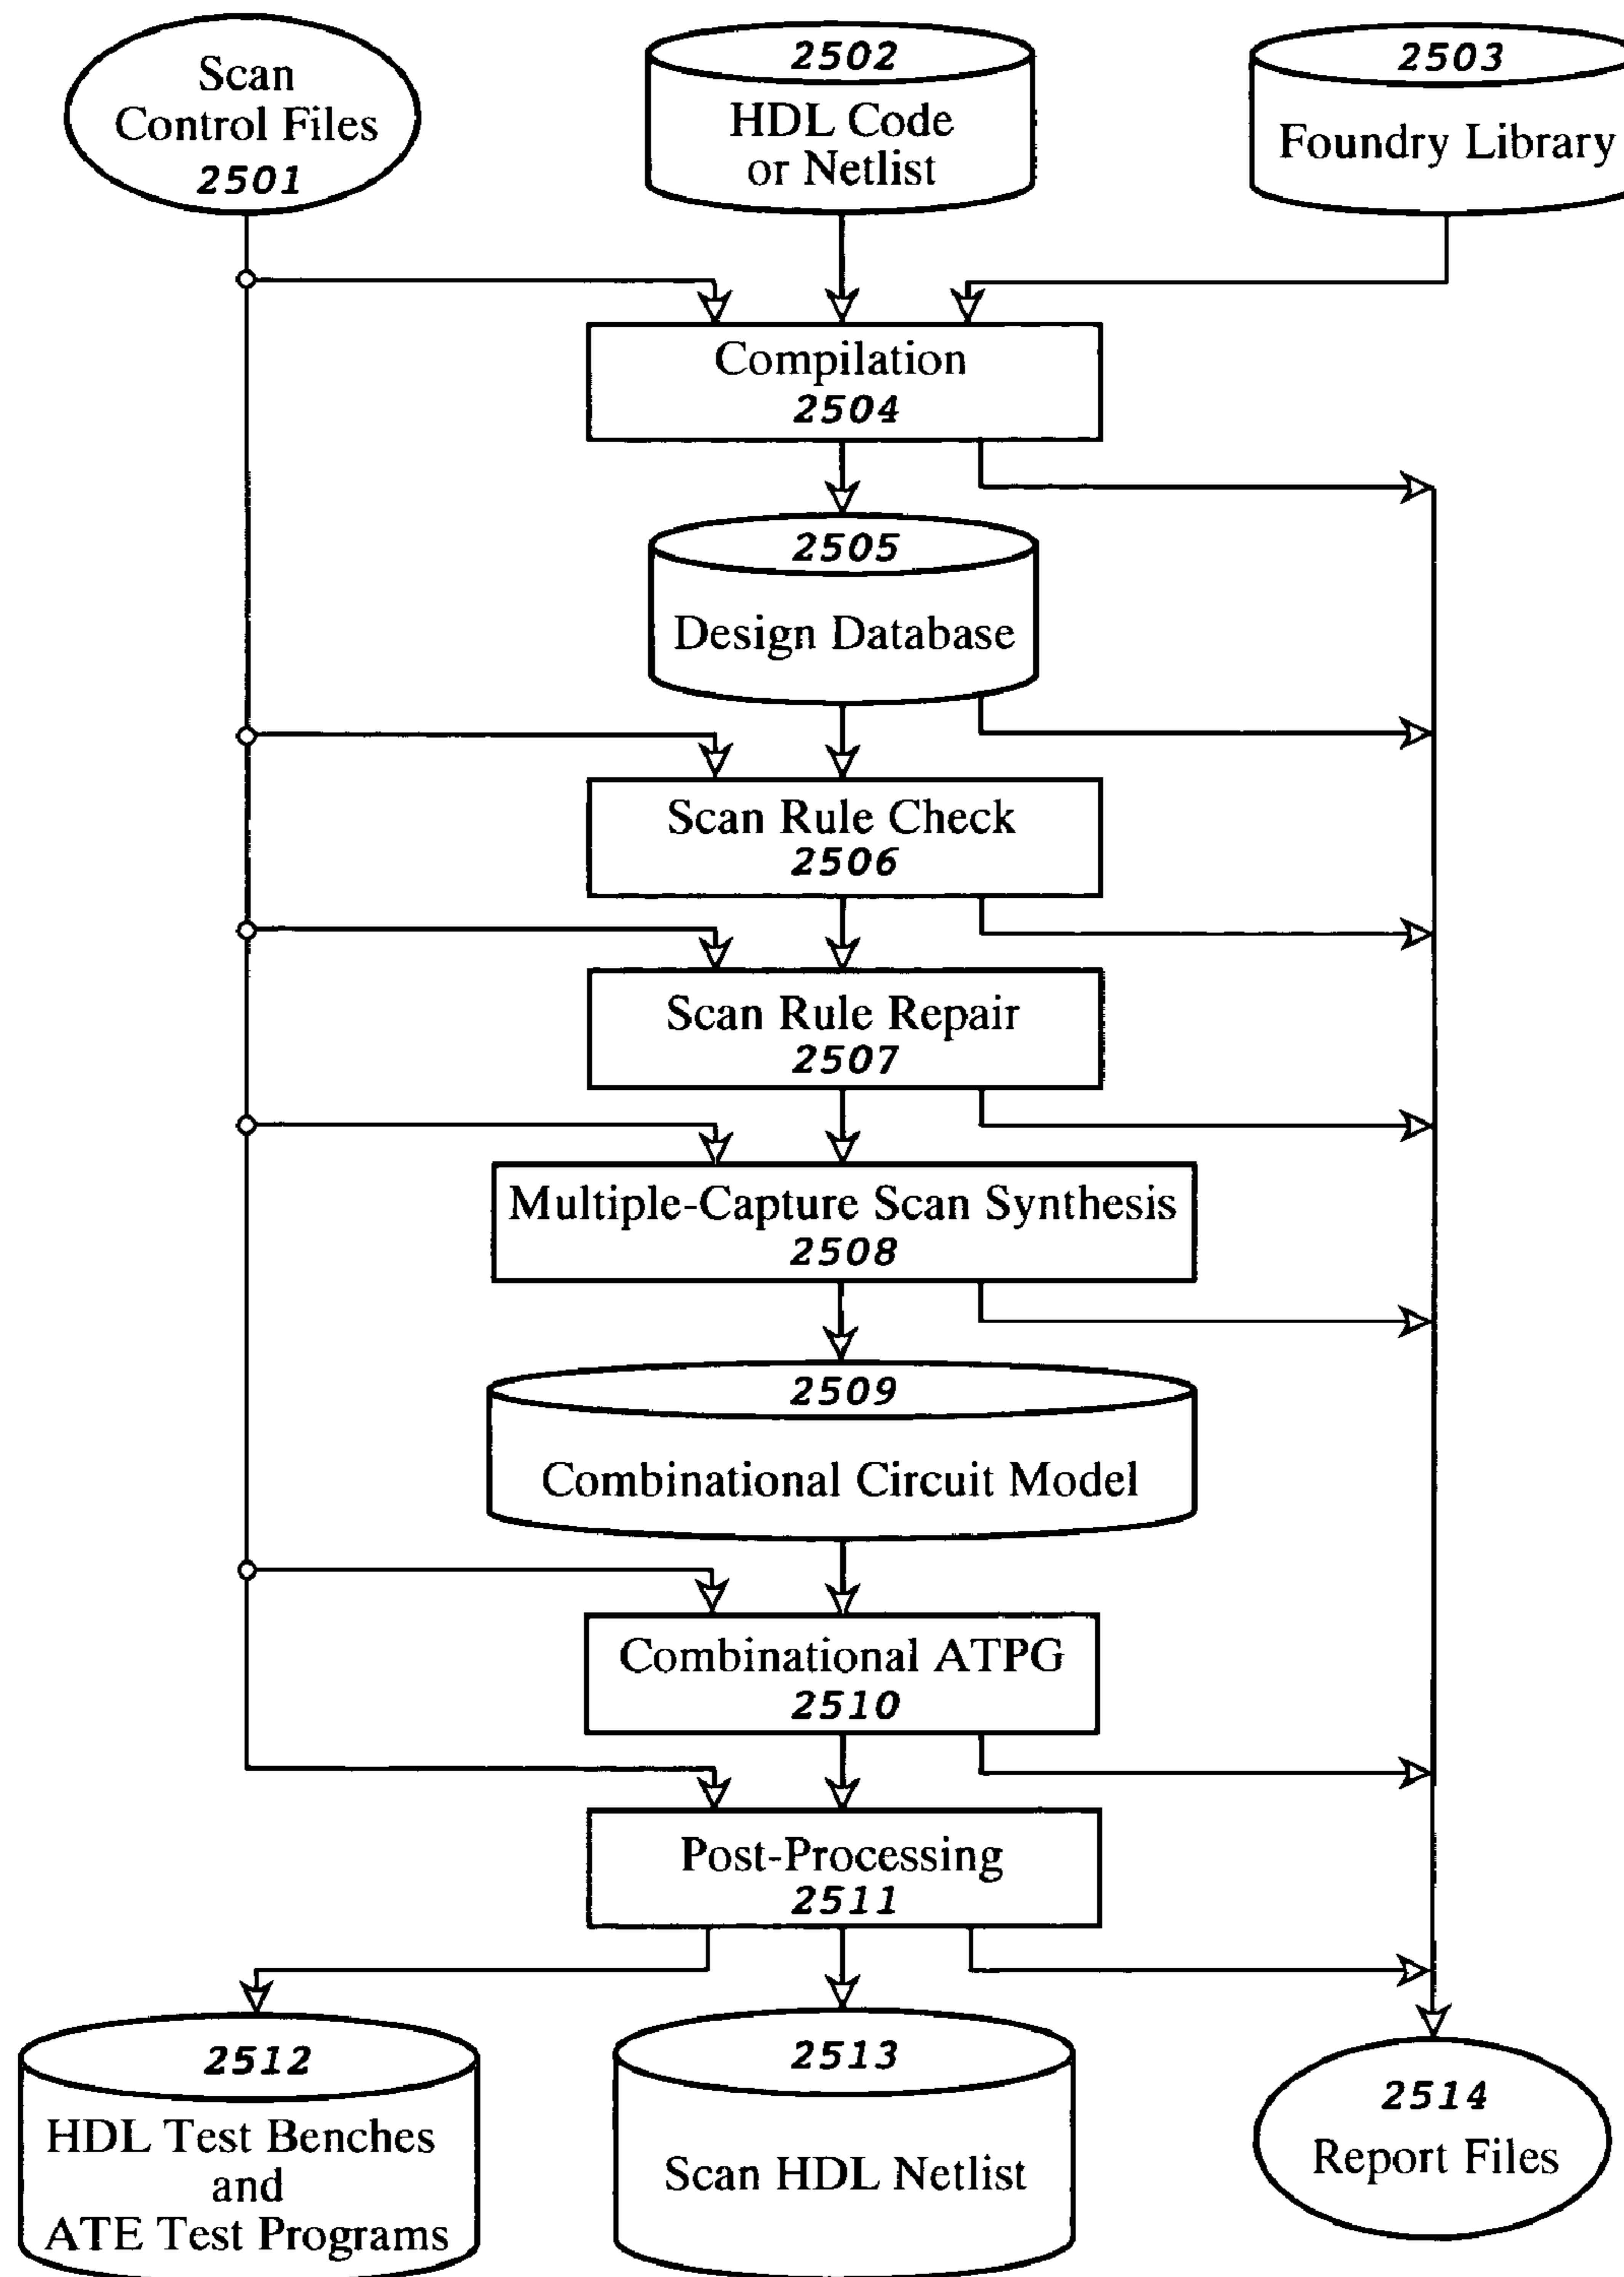 Scan
Control Files
2501
2502
HDL Code
or Netlist
2503
Foundry Library
Compilation
2504
2505
Design Database
Scan Rule Check
2506
Scan Rule Repair
2507
Multiple-Capture Scan Synthesis
2508
2509
Combinational Circuit Model
Combinational ATPG
2510
Post-Processing
2511
2512
HDL Test Benches
and
ATE Test Programs
2513
Scan HDL Netlist
2514
Report Files